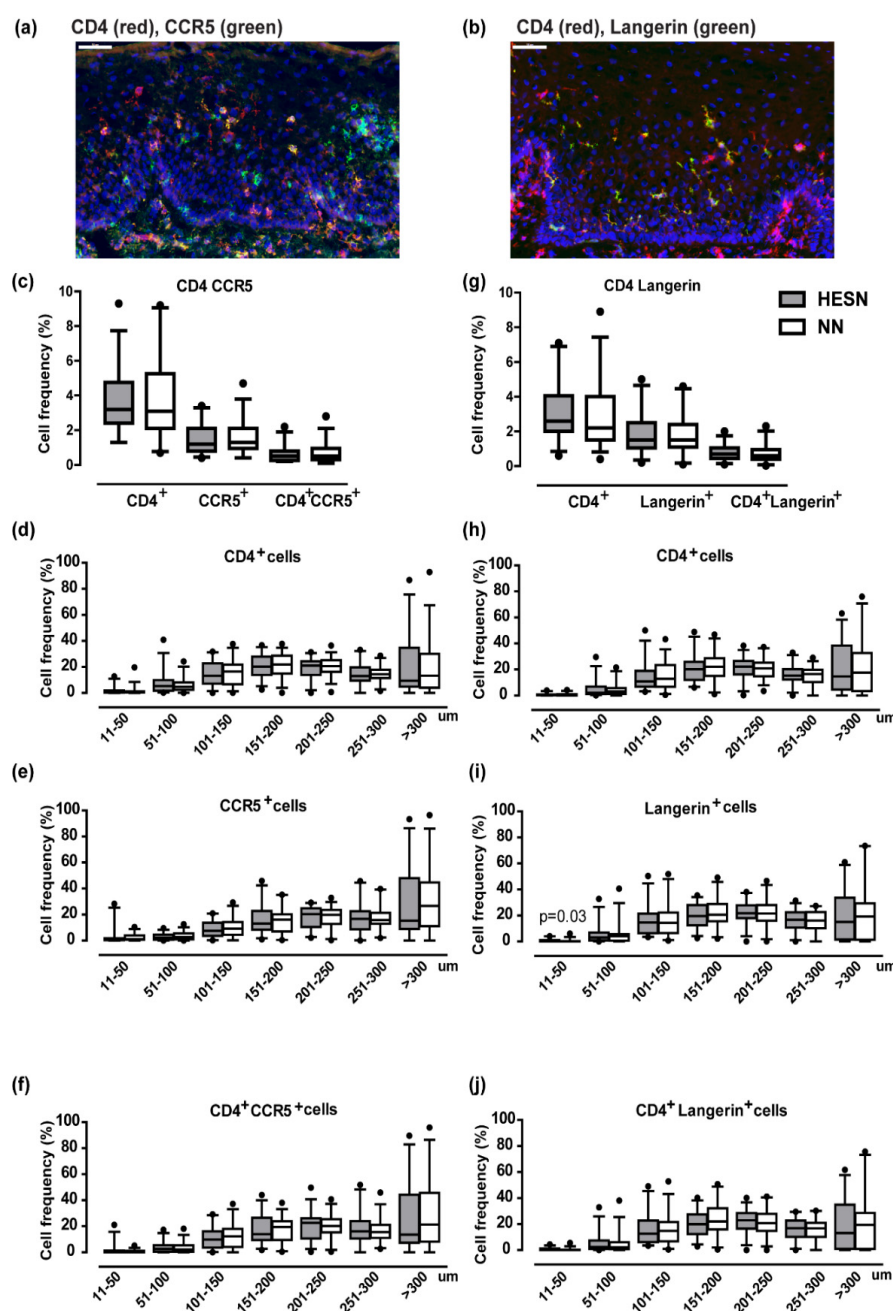 (a) CD4 (red), CCR5 (green)
(b) CD4 (red), Langerin (green)
(c) CD4 CCR5
Cell frequency (%)
10
8
6
4
2
0
CD4+ CCR5+ CD4+CCR5+
(g) CD4 Langerin
HESN
NN
Cell frequency (%)
10
8
6
4
2
0
CD4+ Langerin+ CD4+Langerin+
(d) CD4+ cells
Cell frequency (%)
100
80
60
40
20
0
11-50 51-100 101-150 151-200 201-250 251-300 >300 um
(h) CD4+ cells
Cell frequency (%)
100
80
60
40
20
0
11-50 51-100 101-150 151-200 201-250 251-300 >300 um
(e) CCR5+ cells
Cell frequency (%)
100
80
60
40
20
0
11-50 51-100 101-150 151-200 201-250 251-300 >300 um
(i) Langerin+ cells
Cell frequency (%)
100
80
60
40
20
0
p=0.03
11-50 51-100 101-150 151-200 201-250 251-300 >300 um
(f) CD4+CCR5+ cells
Cell frequency (%)
100
80
60
40
20
0
11-50 51-100 101-150 151-200 201-250 251-300 >300 um
(j) CD4+ Langerin+ cells
Cell frequency (%)
100
80
60
40
20
0
11-50 51-100 101-150 151-200 201-250 251-300 >300 um